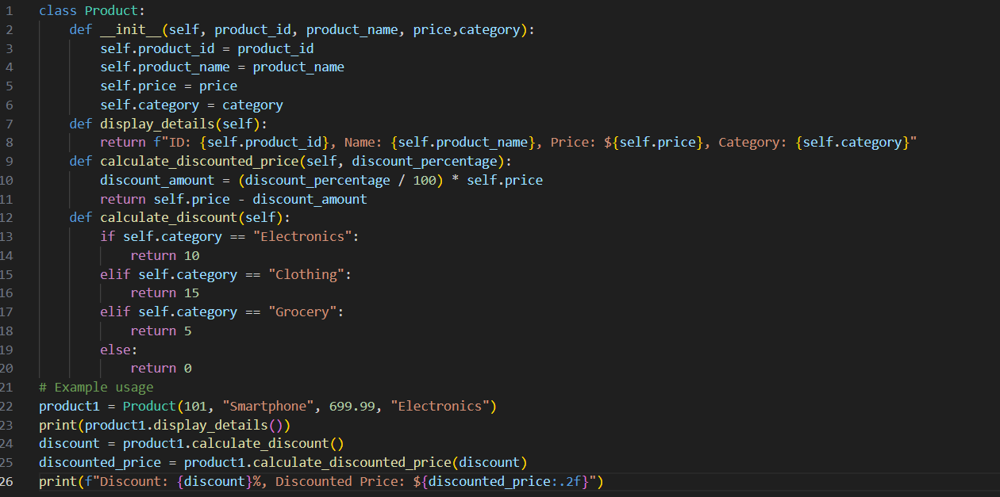 1 class Product:
2     def __init__(self, product_id, product_name, price,category):
3         self.product_id = product_id
4         self.product_name = product_name
5         self.price = price
6         self.category = category
7     def display_details(self):
8         return f"ID: {self.product_id}, Name: {self.product_name}, Price: ${self.price}, Category: {self.category}"
9     def calculate_discounted_price(self, discount_percentage):
10         discount_amount = (discount_percentage / 100) * self.price
11         return self.price - discount_amount
12     def calculate_discount(self):
13         if self.category == "Electronics":
14             return 10
15         elif self.category == "Clothing":
16             return 15
17         elif self.category == "Grocery":
18             return 5
19         else:
20             return 0
21 # Example usage
22 product1 = Product(101, "Smartphone", 699.99, "Electronics")
23 print(product1.display_details())
24 discount = product1.calculate_discount()
25 discounted_price = product1.calculate_discounted_price(discount)
26 print(f"Discount: {discount}%, Discounted Price: ${discounted_price:.2f}")